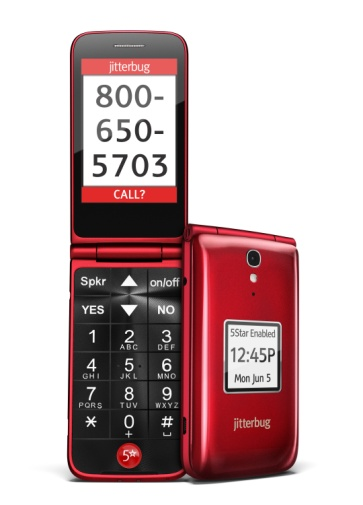 jitterbug
800-
650-
5703
CALL?
Spkr on/off
YES NO
1 2 3
ABC DEF
4 5 6
GHI JKL MNO
7 8 9
PQRS TUV WXYZ
* 0 #
+
5☆
5Star Enabled
12:45P
Mon Jun 5
jitterbug